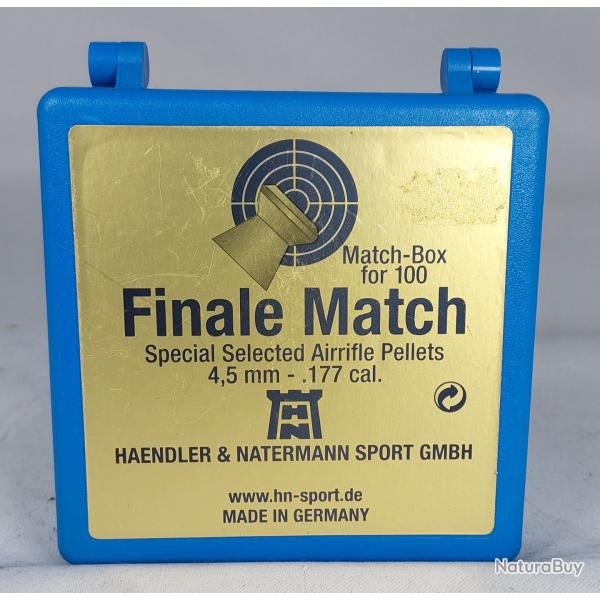 Match-Box
for 100
Finale Match
Special Selected Airrifle Pellets
4,5 mm - .177 cal.
HN
HAENDLER & NATERMANN SPORT GMBH
www.hn-sport.de
MADE IN GERMANY
NaturaBuy